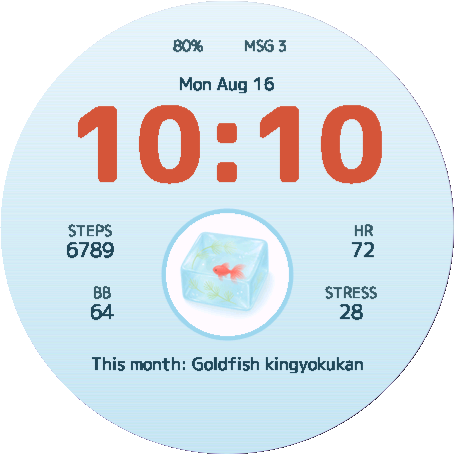 80% MSG 3
Mon Aug 16
10:10
STEPS HR
6789 72
BB STRESS
64 28
This month: Goldfish kingyokukan